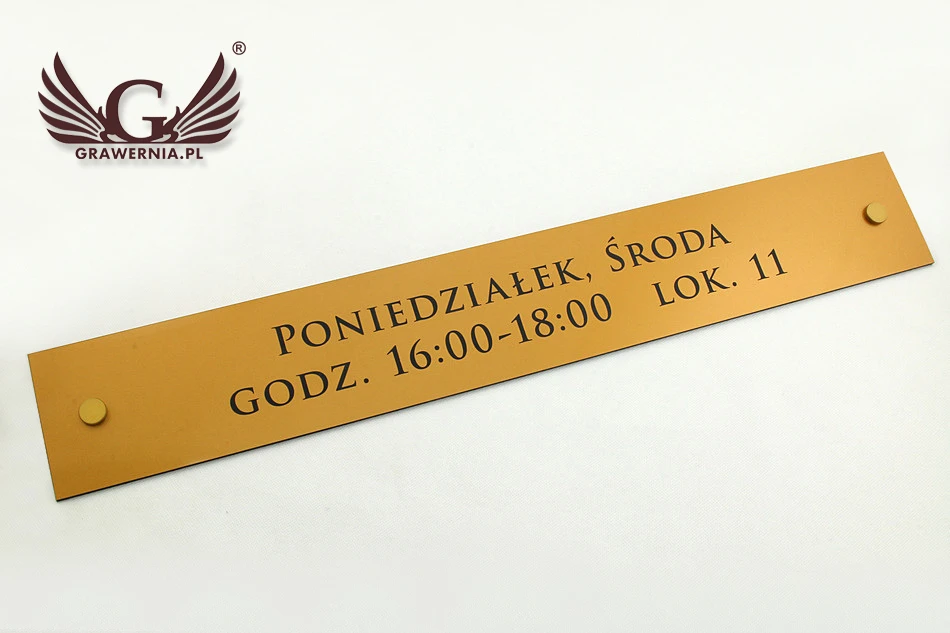 G ®
GRAWERNIA.PL
PONIEDZIAŁEK, ŚRODA
GODZ. 16:00-18:00 LOK. 11